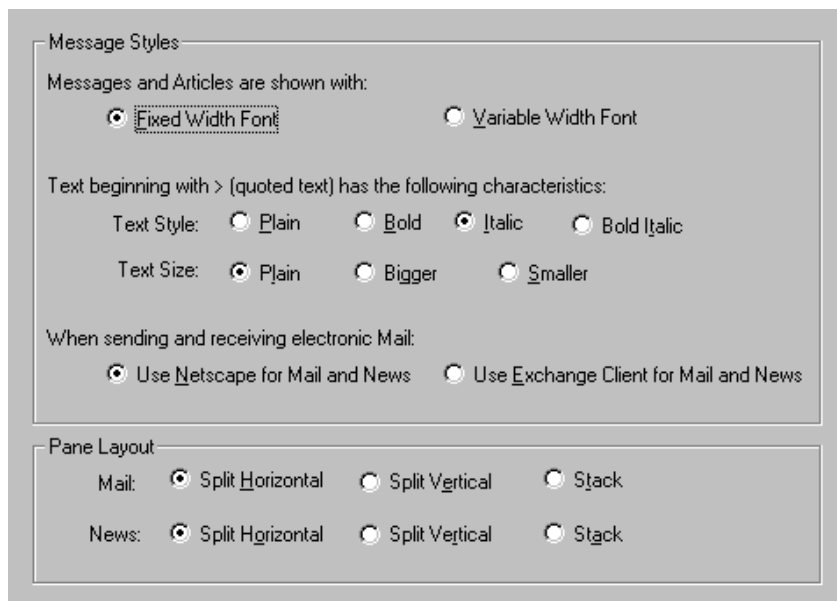 Message Styles
Messages and Articles are shown with:
Fixed Width Font Variable Width Font
Text beginning with > (quoted text) has the following characteristics:
Text Style: Plain Bold Italic Bold Italic
Text Size: Plain Bigger Smaller
When sending and receiving electronic Mail:
Use Netscape for Mail and News Use Exchange Client for Mail and News
Pane Layout
Mail: Split Horizontal Split Vertical Stack
News: Split Horizontal Split Vertical Stack